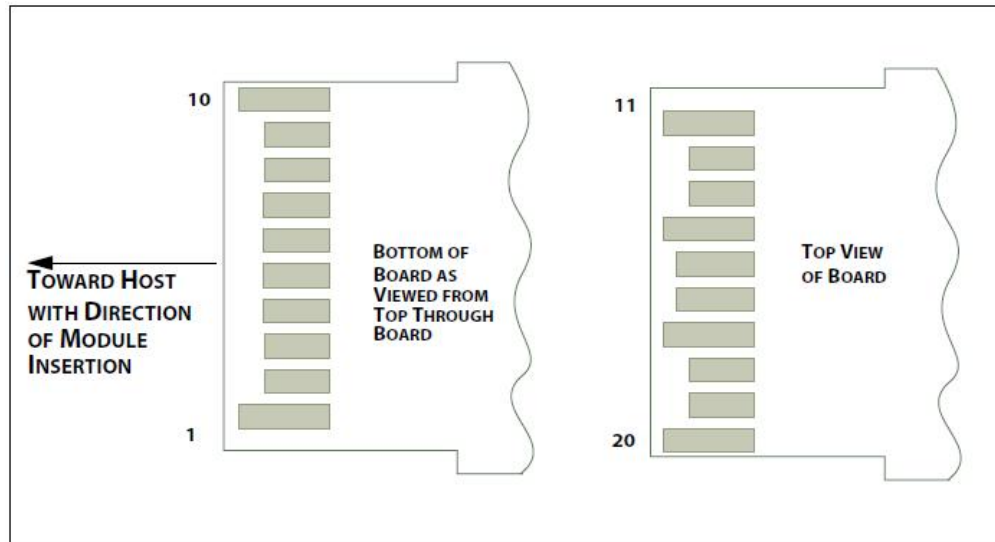 10
1
TOWARD HOST
WITH DIRECTION
OF MODULE
INSERTION
BOTTOM OF
BOARD AS
VIEWED FROM
TOP THROUGH
BOARD
11
20
TOP VIEW
OF BOARD